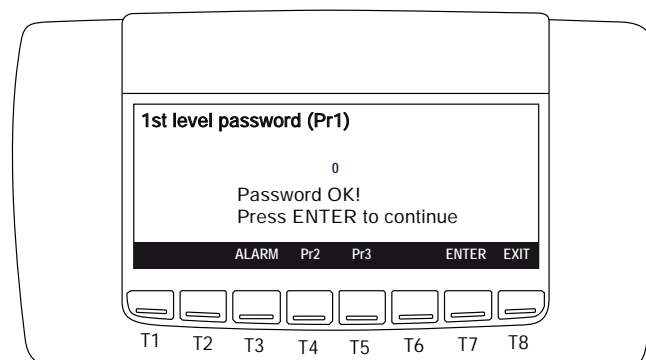 1st level password (Pr1)
0
Password OK!
Press ENTER to continue
ALARM Pr2 Pr3 ENTER EXIT
T1 T2 T3 T4 T5 T6 T7 T8